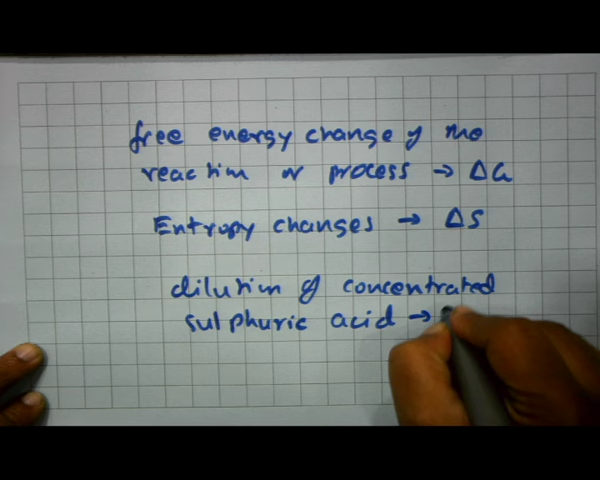 free energy change of the
reaction or process → ΔG
Entropy changes → ΔS
dilution of concentrated
sulphuric acid →